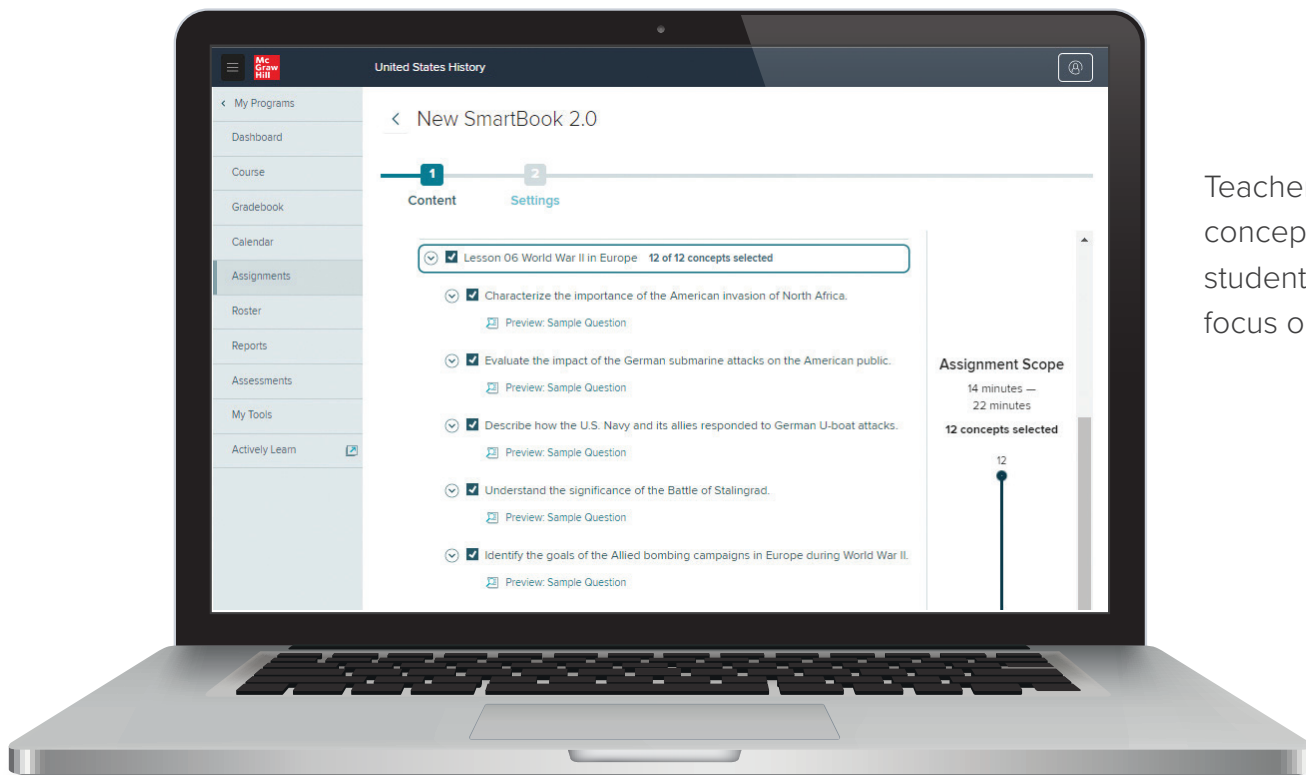 Mc
Graw
Hill
United States History
My Programs
Dashboard
Course
Gradebook
Calendar
Assignments
Roster
Reports
Assessments
My Tools
Actively Learn
New SmartBook 2.0
1
2
Content
Settings
Lesson 06 World War II in Europe 12 of 12 concepts selected
Characterize the importance of the American invasion of North Africa.
Preview: Sample Question
Evaluate the impact of the German submarine attacks on the American public.
Preview: Sample Question
Describe how the U.S. Navy and its allies responded to German U-boat attacks.
Preview: Sample Question
Understand the significance of the Battle of Stalingrad.
Preview: Sample Question
Identify the goals of the Allied bombing campaigns in Europe during World War II.
Preview: Sample Question
Assignment Scope
14 minutes —
22 minutes
12 concepts selected
12
Teache
concep
student
focus o